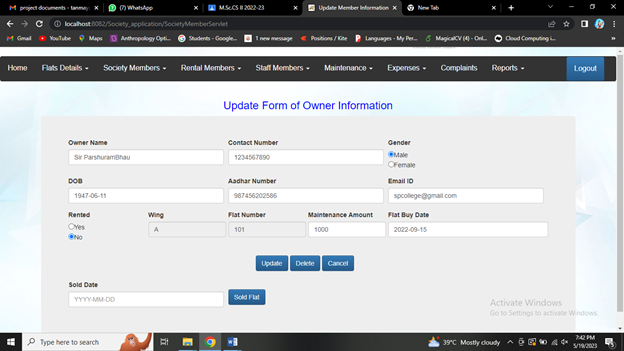 project documents - tanmay
(7) WhatsApp
M.Sc.CS II 2022-23
Update Member Information
New Tab
localhost:8082/Society_application/SocietyMemberServlet
Gmail YouTube Maps Anthropology Opti... Students - Google... 1-23 message Positions / Kite Languages - My Per... MagicalCV (4) - Onl... Cloud Computing i...
Home Flats Details Society Members Rental Members Staff Members Maintenance Expenses Complaints Reports Logout
Update Form of Owner Information
Owner Name Contact Number Gender
Sir ParshuramBhau 1234567890 Male
Female
DOB Aadhar Number Email ID
1947-06-11 987456202586 spcollege@gmail.com
Rented Wing Flat Number Maintenance Amount Flat Buy Date
Yes
No A 101 1000 2022-09-15
Update Delete Cancel
Sold Date
YYYY-MM-DD Sold Flat
Activate Windows
Go to Settings to activate Windows.
Type here to search
39°C Mostly cloudy
7:42 PM
5/19/2023